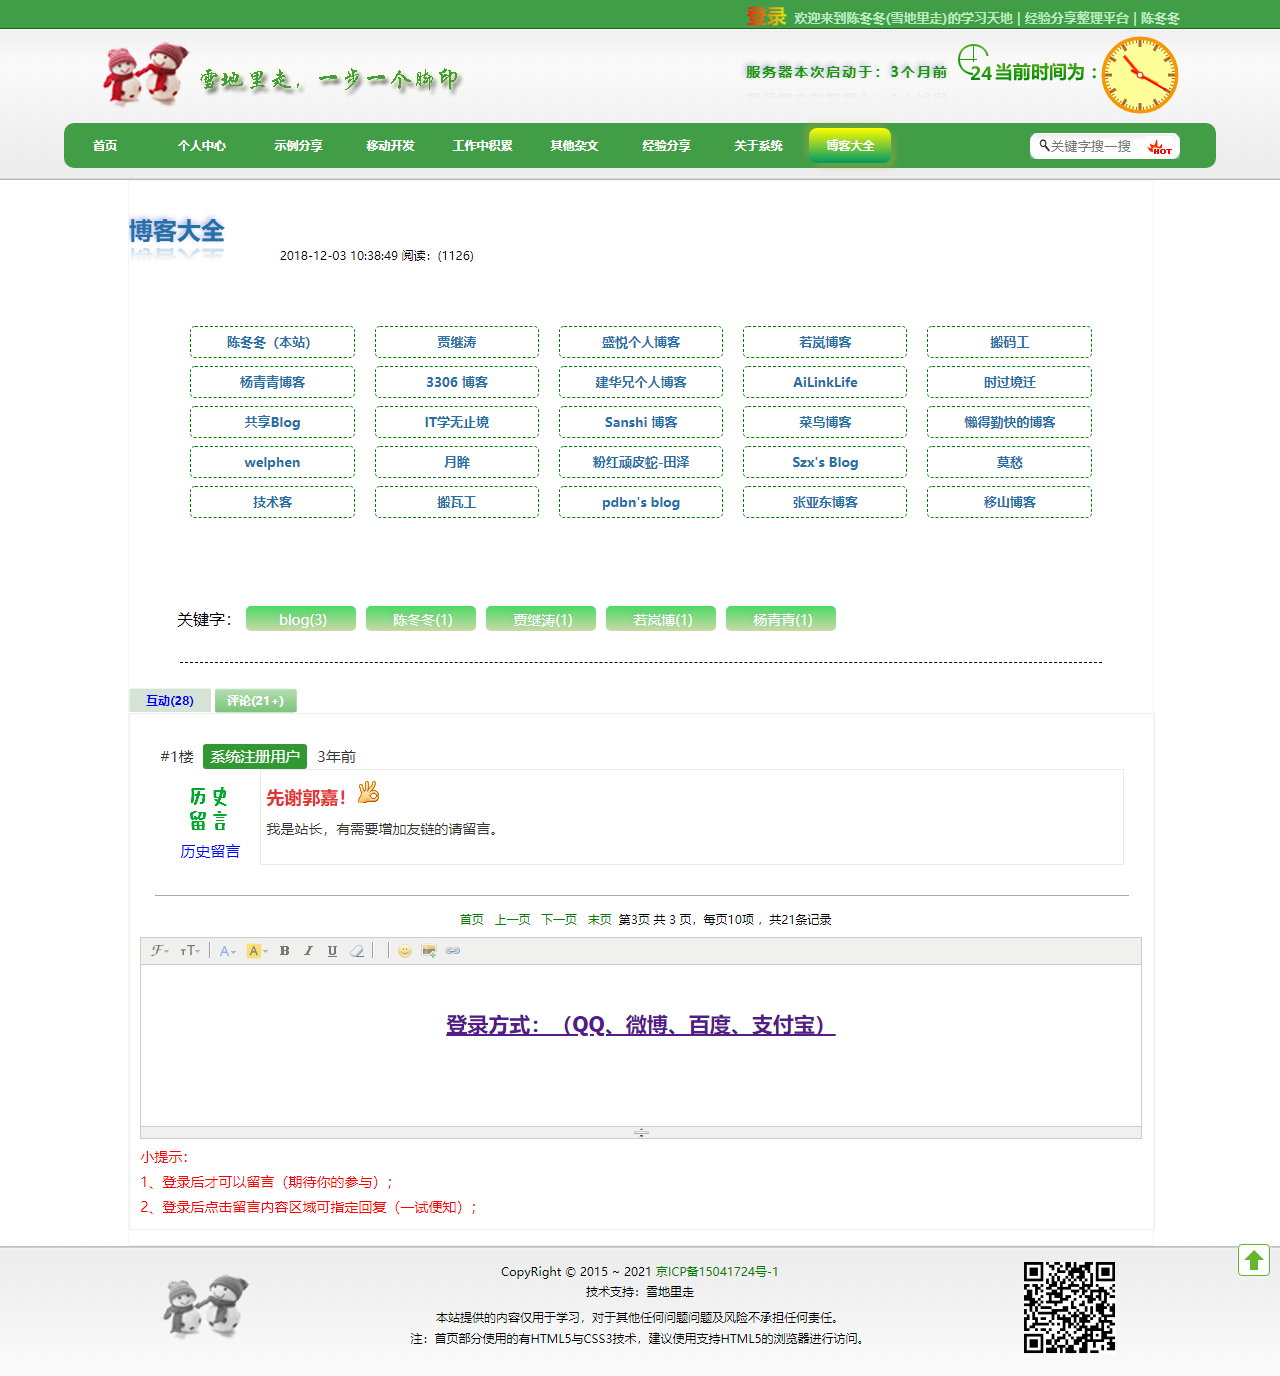 登录 欢迎来到陈冬冬(雪地里走)的学习天地 | 经验分享整理平台 | 陈冬冬
雪地里走，一步一个脚印
服务器本次启动于：3个月前 24 当前时间为：
首页 个人中心 示例分享 移动开发 工作中积累 其他杂文 经验分享 关于系统 博客大全 关键字搜一搜 HOT
博客大全
2018-12-03 10:38:49 阅读：(1126)
陈冬冬（本站） 贾继涛 盛悦个人博客 若岚博客 搬码工
杨青青博客 3306 博客 建华兄个人博客 AiLinkLife 时过境迁
共享Blog IT学无止境 Sanshi 博客 菜鸟博客 懒得勤快的博客
welphen 月眸 粉红顽皮蛇-田泽 Szx's Blog 莫愁
技术客 搬瓦工 pdbn's blog 张亚东博客 移山博客
关键字： blog(3) 陈冬冬(1) 贾继涛(1) 若岚博(1) 杨青青(1)
互动(28) 评论(21+)
#1楼 系统注册用户 3年前
历史
留言
历史留言
先谢郭嘉！
我是站长，有需要增加友链的请留言。
首页 上一页 下一页 末页 第3页 共 3 页，每页10项 ，共21条记录
登录方式：（QQ、微博、百度、支付宝）
小提示：
1、登录后才可以留言（期待你的参与）；
2、登录后点击留言内容区域可指定回复（一试便知）；
CopyRight © 2015 ~ 2021 京ICP备15041724号-1
技术支持：雪地里走
本站提供的内容仅用于学习，对于其他任何问题问题及风险不承担任何责任。
注：首页部分使用的有HTML5与CSS3技术，建议使用支持HTML5的浏览器进行访问。